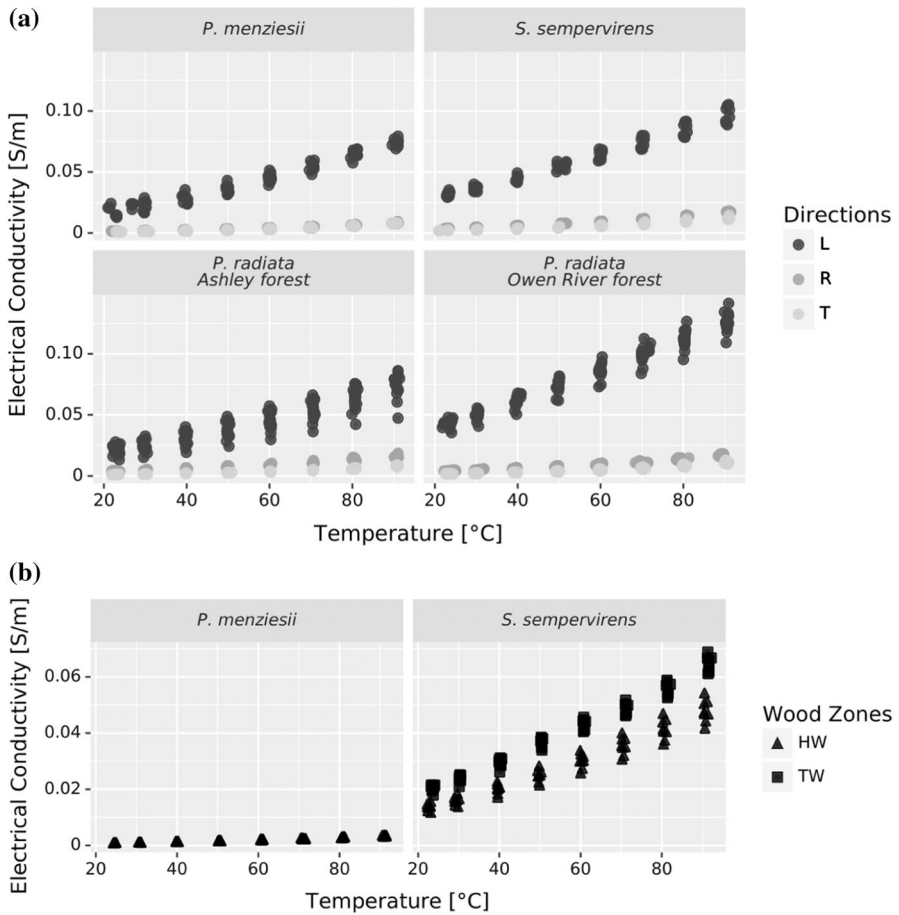 (a)
P. menziesii
S. sempervirens
Electrical Conductivity [S/m]
0.10
0.05
0
P. radiata
Ashley forest
P. radiata
Owen River forest
Electrical Conductivity [S/m]
0.10
0.05
0
20 40 60 80
20 40 60 80
Temperature [°C]
Directions
L
R
T
(b)
P. menziesii
S. sempervirens
Electrical Conductivity [S/m]
0.06
0.04
0.02
0
20 40 60 80
20 40 60 80
Temperature [°C]
Wood Zones
HW
TW